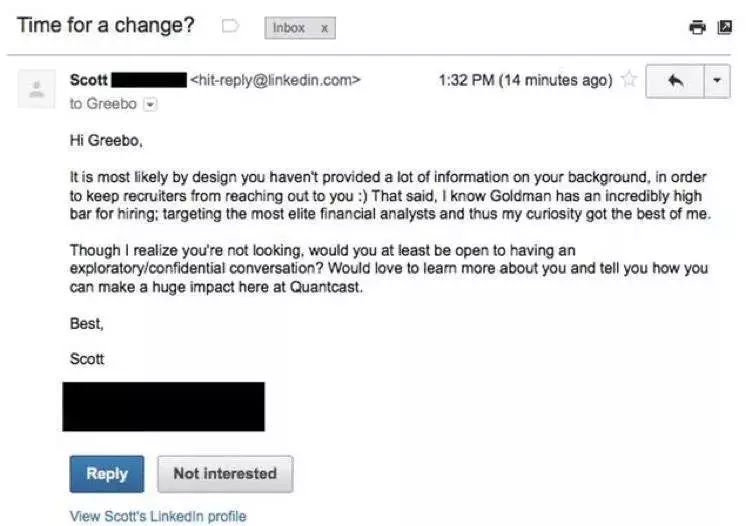 Time for a change?
Inbox x
Scott <hit-reply@linkedin.com> 1:32 PM (14 minutes ago)
to Greebo
Hi Greebo,
It is most likely by design you haven't provided a lot of information on your background, in order
to keep recruiters from reaching out to you :) That said, I know Goldman has an incredibly high
bar for hiring; targeting the most elite financial analysts and thus my curiosity got the best of me.
Though I realize you're not looking, would you at least be open to having an
exploratory/confidential conversation? Would love to learn more about you and tell you how you
can make a huge impact here at Quantcast.
Best,
Scott
Reply
Not interested
View Scott's LinkedIn profile